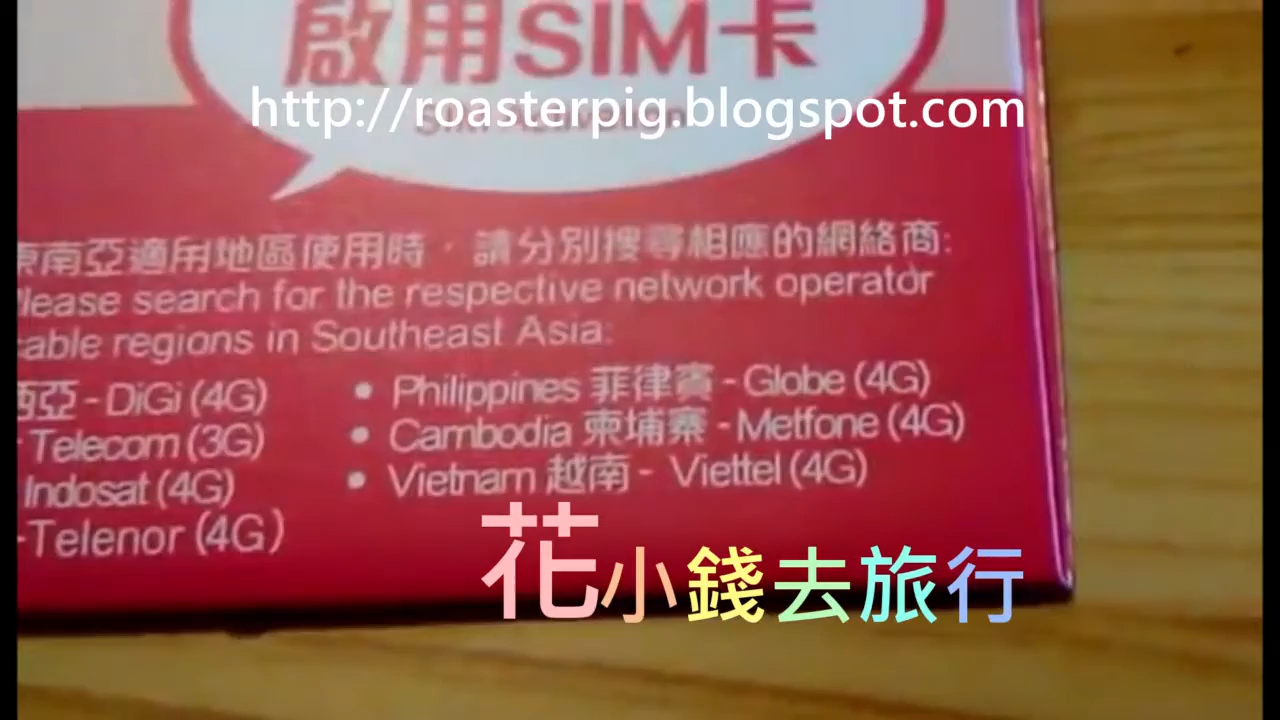 啟用SIM卡
http://roasterpig.blogspot.com
東南亞適用地區使用時，請分別搜尋相應的網絡商:
lease search for the respective network operator
able regions in Southeast Asia:
西亞 - DiGi (4G)
- Telecom (3G)
Indosat (4G)
-Telenor (4G)
• Philippines 菲律賓 - Globe (4G)
• Cambodia 柬埔寨 - Metfone (4G)
• Vietnam 越南 - Viettel (4G)
花小錢去旅行